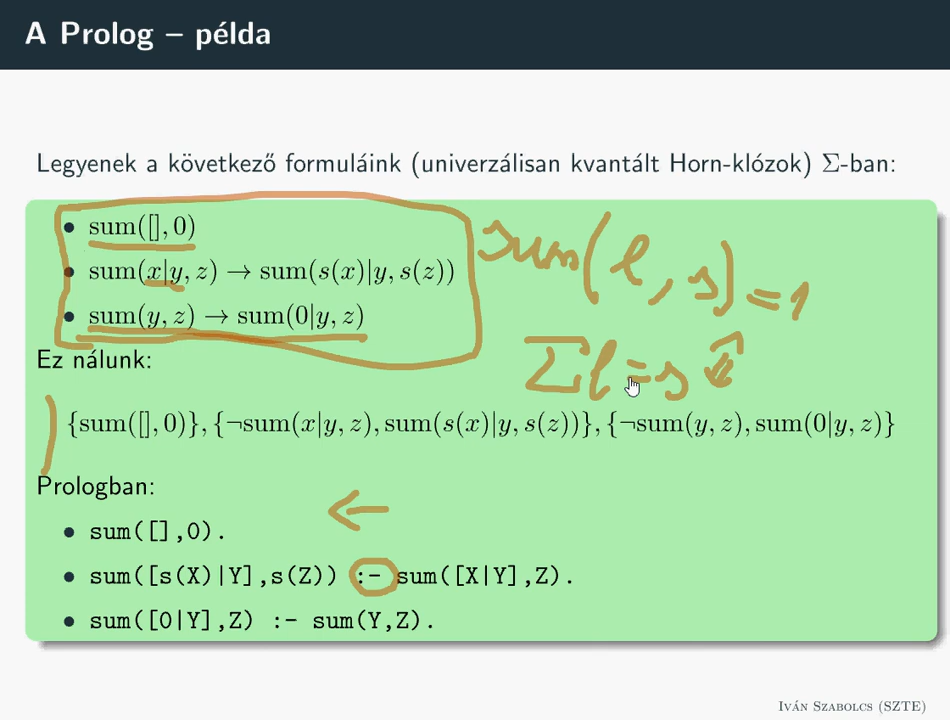 A Prolog – példa
Legyenek a következő formuláink (univerzálisan kvantált Horn-klózok) Σ-ban:
• sum([], 0)
• sum(x|y, z) → sum(s(x)|y, s(z))
• sum(y, z) → sum(0|y, z)
sum(l, s) = 1
Σl = s
Ez nálunk:
{sum([], 0)}, {¬sum(x|y, z), sum(s(x)|y, s(z))}, {¬sum(y, z), sum(0|y, z)}
Prologban:
←
• sum([],0).
• sum([s(X)|Y],s(Z)) :- sum([X|Y],Z).
• sum([0|Y],Z) :- sum(Y,Z).
Iván Szabolcs (SZTE)